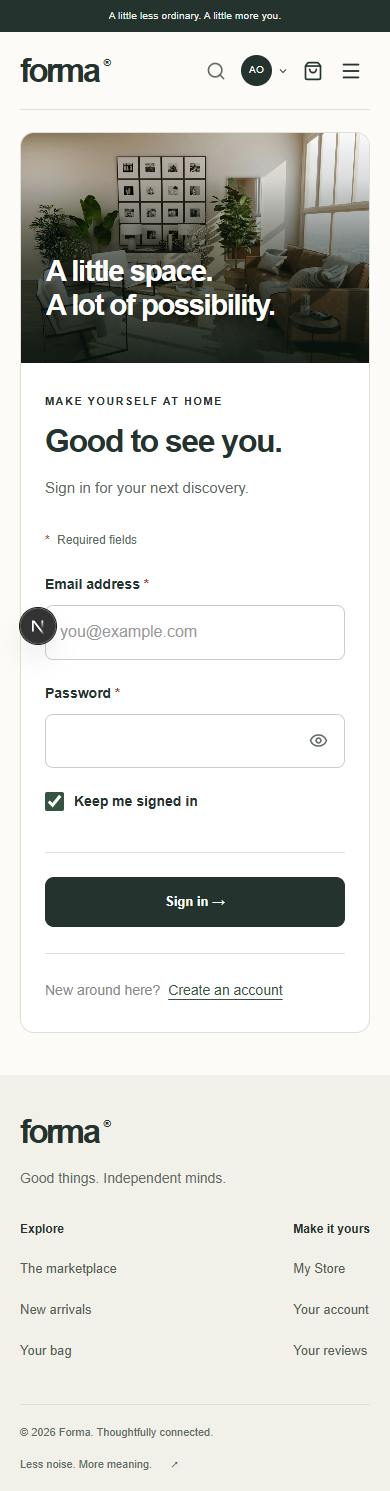 A little less ordinary. A little more you.
forma®
AO
A little space.
A lot of possibility.
MAKE YOURSELF AT HOME
Good to see you.
Sign in for your next discovery.
* Required fields
Email address *
N
you@example.com
Password *
Keep me signed in
Sign in →
New around here? Create an account
forma®
Good things. Independent minds.
Explore
Make it yours
The marketplace
My Store
New arrivals
Your account
Your bag
Your reviews
© 2026 Forma. Thoughtfully connected.
Less noise. More meaning. ↗